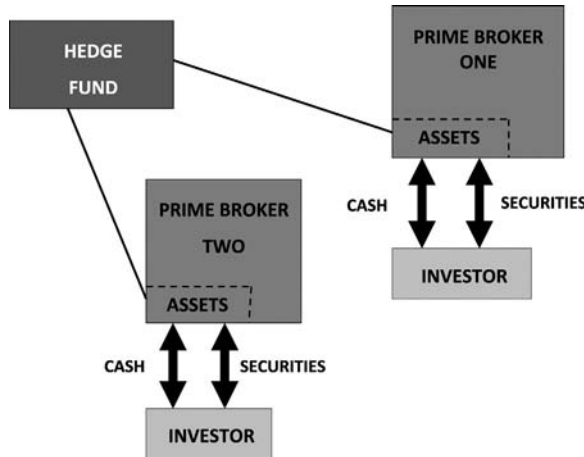 HEDGE
FUND
PRIME BROKER
ONE
ASSETS
CASH
SECURITIES
INVESTOR
PRIME BROKER
TWO
ASSETS
CASH
SECURITIES
INVESTOR